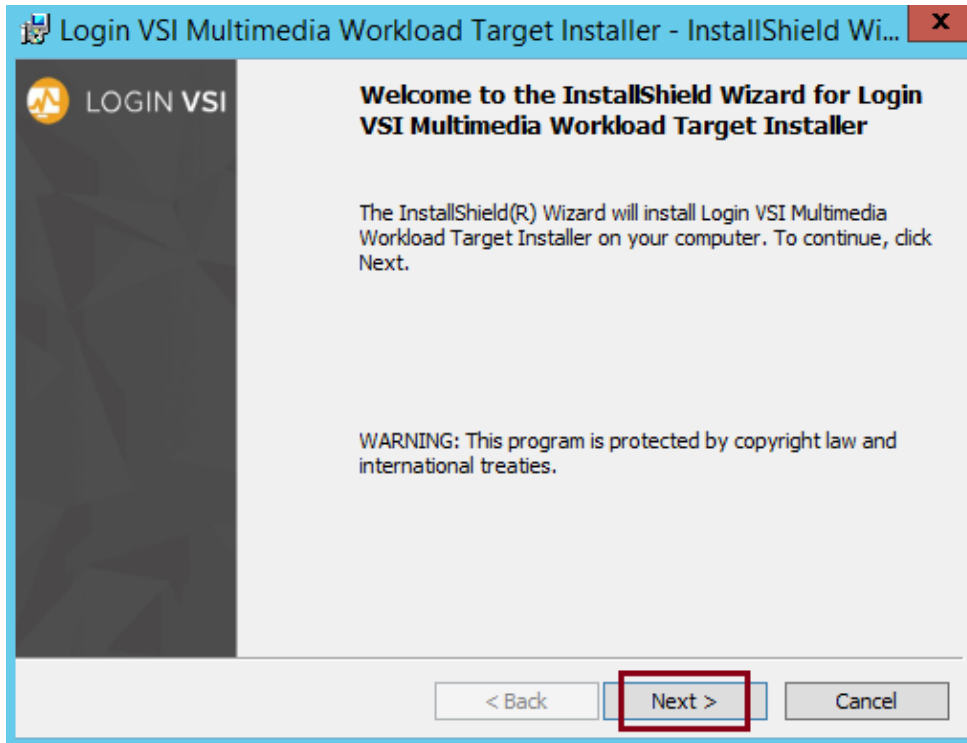 Login VSI Multimedia Workload Target Installer - InstallShield Wi...
X
LOGIN VSI
Welcome to the InstallShield Wizard for Login
VSI Multimedia Workload Target Installer
The InstallShield(R) Wizard will install Login VSI Multimedia
Workload Target Installer on your computer. To continue, click
Next.
WARNING: This program is protected by copyright law and
international treaties.
< Back
Next >
Cancel